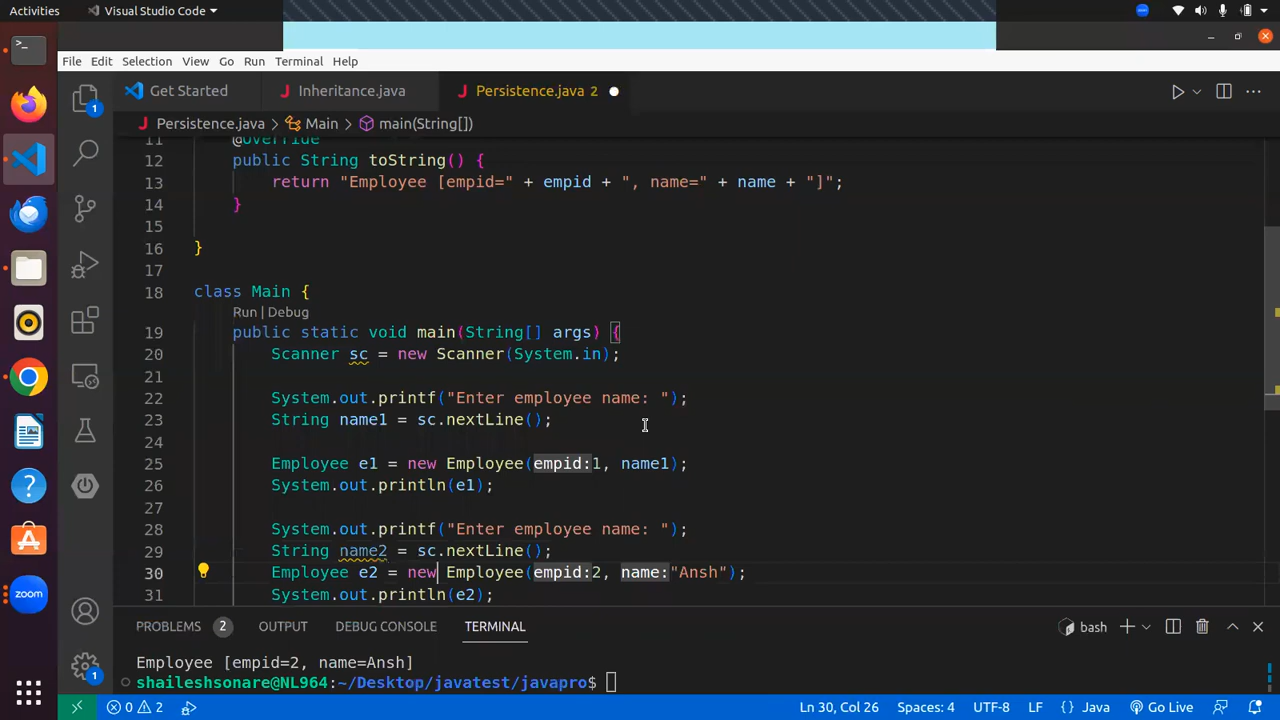 Activities Visual Studio Code
File Edit Selection View Go Run Terminal Help
Get Started Inheritance.java Persistence.java 2
Persistence.java > Main > main(String[])
11 @Override
12 public String toString() {
13 return "Employee [empid=" + empid + ", name=" + name + "]";
14 }
15
16 }
17
18 class Main {
Run | Debug
19 public static void main(String[] args) {
20 Scanner sc = new Scanner(System.in);
21
22 System.out.printf("Enter employee name: ");
23 String name1 = sc.nextLine();
24
25 Employee e1 = new Employee(empid:1, name1);
26 System.out.println(e1);
27
28 System.out.printf("Enter employee name: ");
29 String name2 = sc.nextLine();
30 Employee e2 = new Employee(empid:2, name:"Ansh");
31 System.out.println(e2);
PROBLEMS 2 OUTPUT DEBUG CONSOLE TERMINAL bash
Employee [empid=2, name=Ansh]
shaileshsonare@NL964:~/Desktop/javatest/javapro$
1
1
zoom
0 2 Ln 30, Col 26 Spaces: 4 UTF-8 LF {} Java Go Live